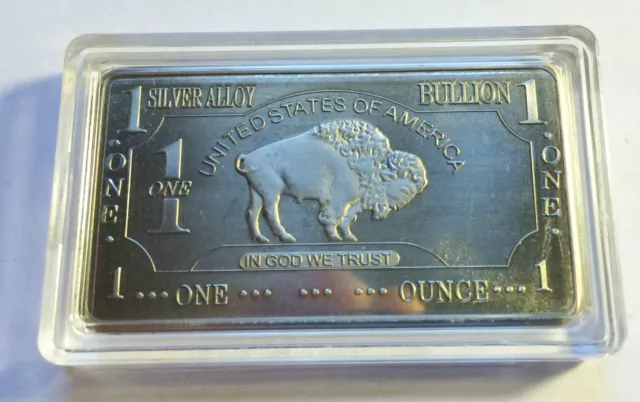 1 SILVER ALLOY BULLION 1
UNITED STATES OF AMERICA
· ONE ·
1
ONE
· ONE ·
IN GOD WE TRUST
1 ··· ONE ··· ··· ··· OUNCE ··· 1